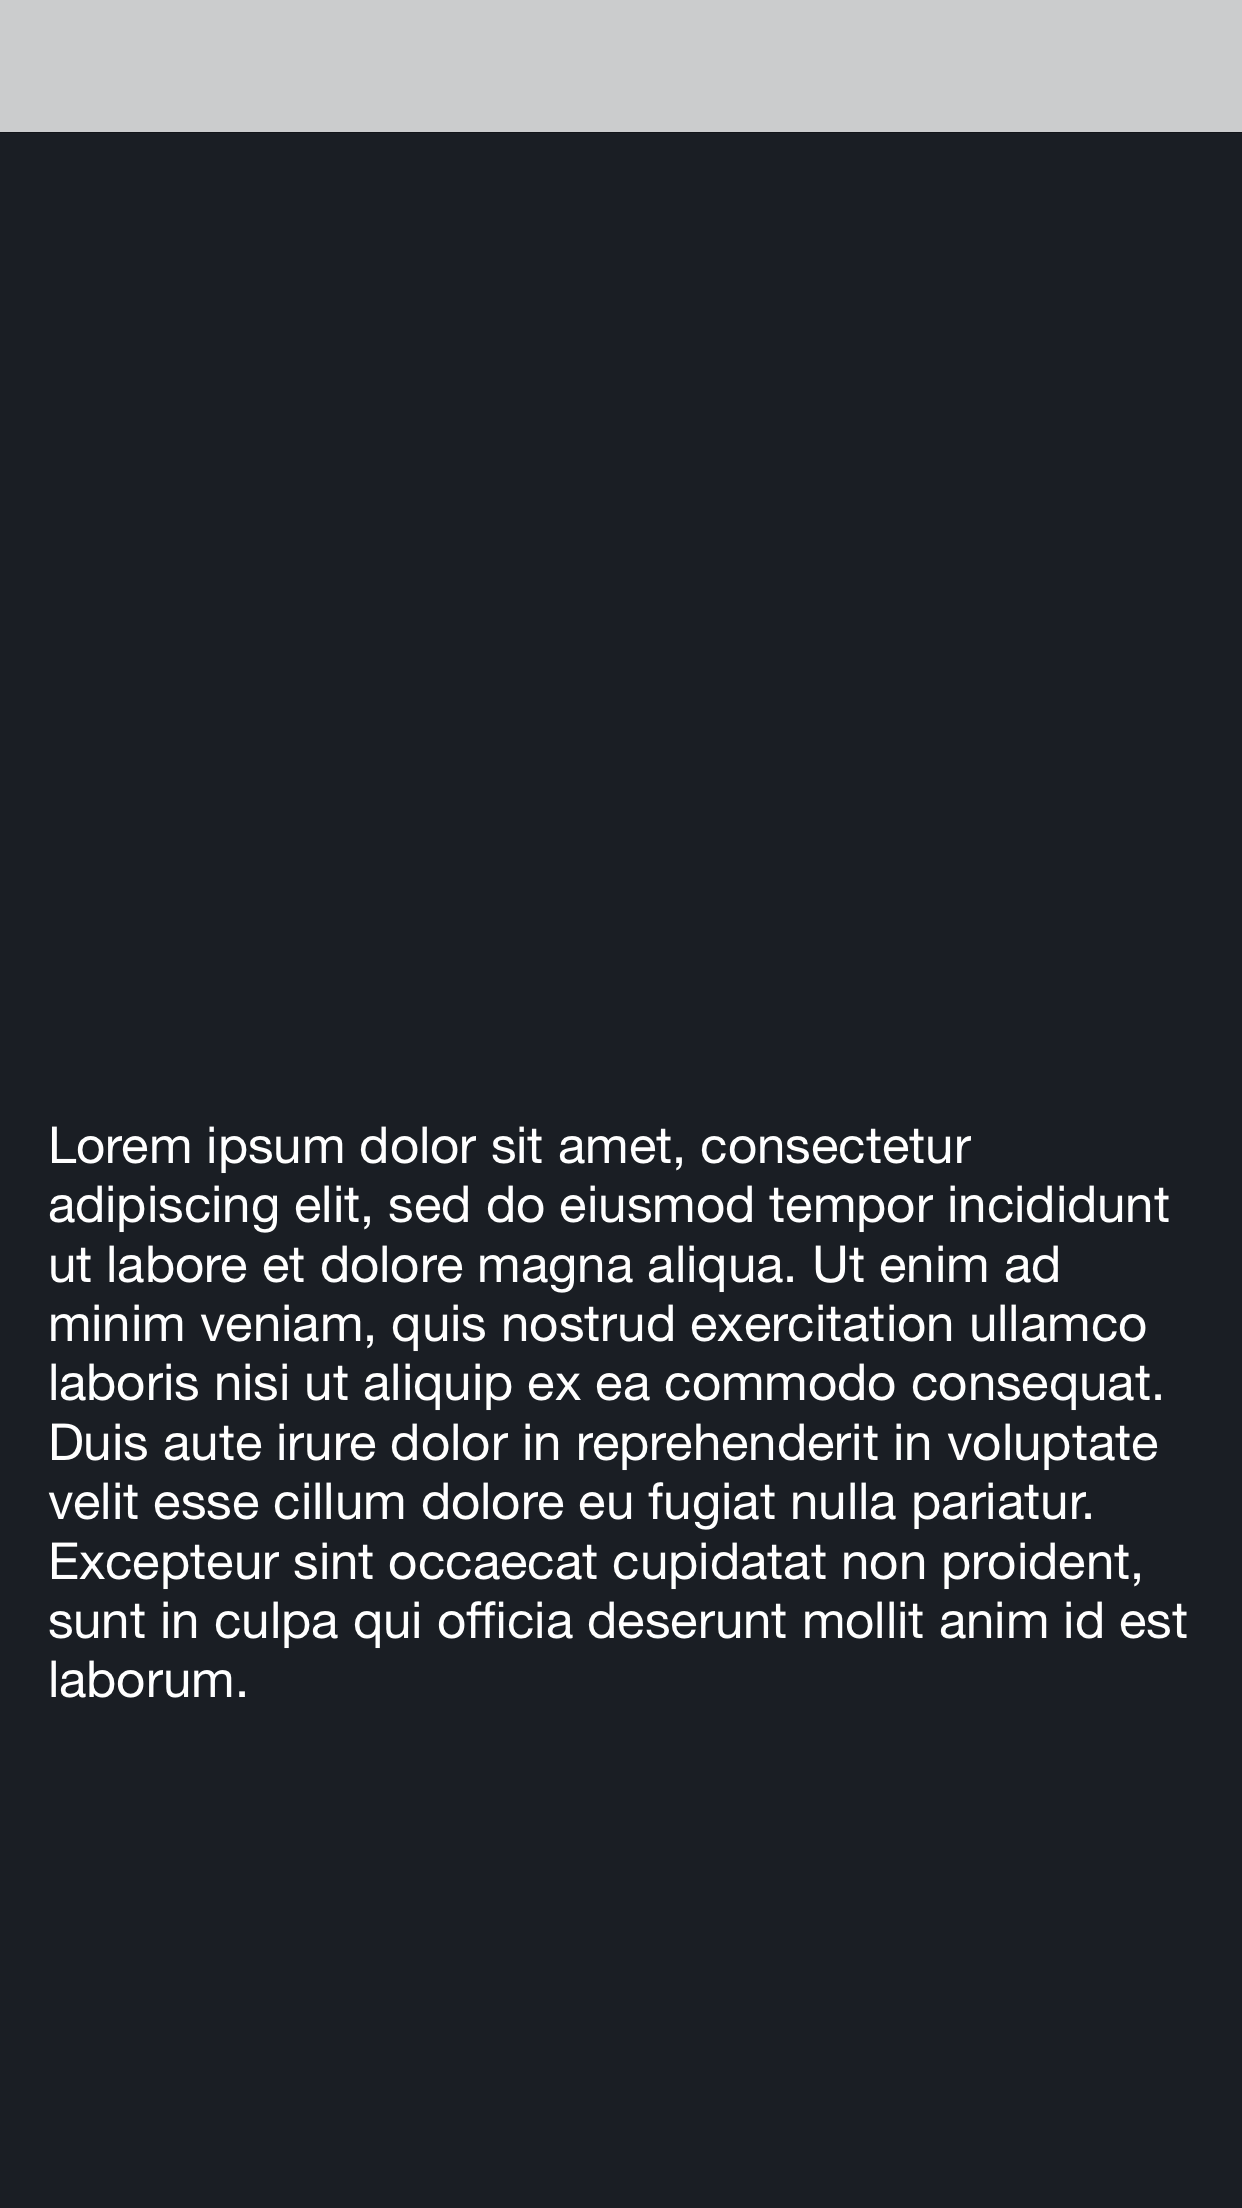 Lorem ipsum dolor sit amet, consectetur
adipiscing elit, sed do eiusmod tempor incididunt
ut labore et dolore magna aliqua. Ut enim ad
minim veniam, quis nostrud exercitation ullamco
laboris nisi ut aliquip ex ea commodo consequat.
Duis aute irure dolor in reprehenderit in voluptate
velit esse cillum dolore eu fugiat nulla pariatur.
Excepteur sint occaecat cupidatat non proident,
sunt in culpa qui officia deserunt mollit anim id est
laborum.